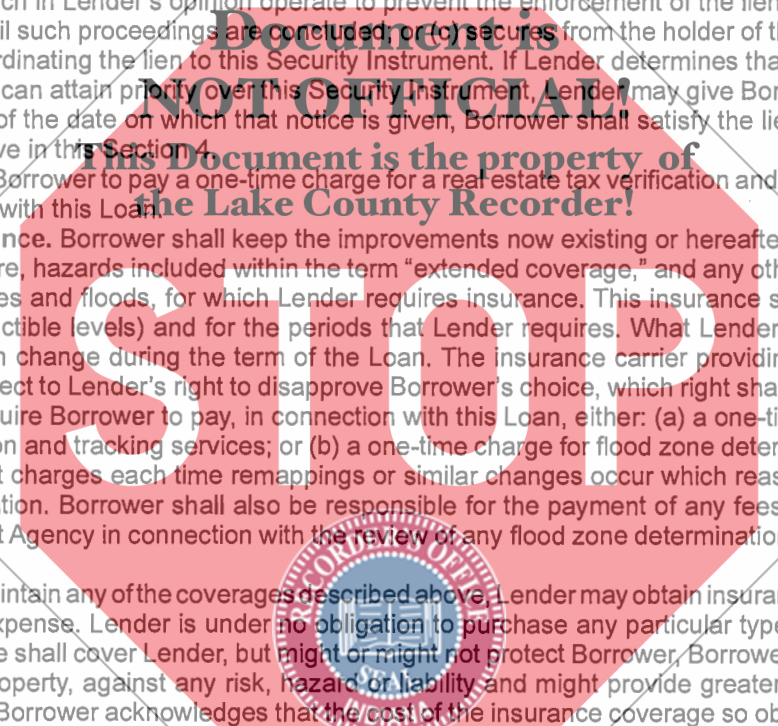 ch in Lender's opinion operate to prevent the enforcement of the lien
il such proceedings are concluded; or (c) secures from the holder of th
Document is
rdinating the lien to this Security Instrument. If Lender determines tha
can attain priority over this Security Instrument, Lender may give Bor
NOT OFFICIAL!
of the date on which that notice is given, Borrower shall satisfy the lie
ve in this Section 4.
This Document is the property of
Borrower to pay a one-time charge for a real estate tax verification and
with this Loan.
the Lake County Recorder!
nce. Borrower shall keep the improvements now existing or hereafte
re, hazards included within the term “extended coverage,” and any oth
es and floods, for which Lender requires insurance. This insurance s
ctible levels) and for the periods that Lender requires. What Lender
n change during the term of the Loan. The insurance carrier providin
ect to Lender's right to disapprove Borrower's choice, which right sha
STOP
uire Borrower to pay, in connection with this Loan, either: (a) a one-ti
on and tracking services; or (b) a one-time charge for flood zone deter
t charges each time remappings or similar changes occur which reas
tion. Borrower shall also be responsible for the payment of any fees
t Agency in connection with the review of any flood zone determinatio
RECORDER'S OFFICE
intain any of the coverages described above, Lender may obtain insuran
xpense. Lender is under no obligation to purchase any particular type
e shall cover Lender, but might or might not protect Borrower, Borrowe
SEAL
operty, against any risk, hazard or liability and might provide greater
Borrower acknowledges that the cost of the insurance coverage so ob